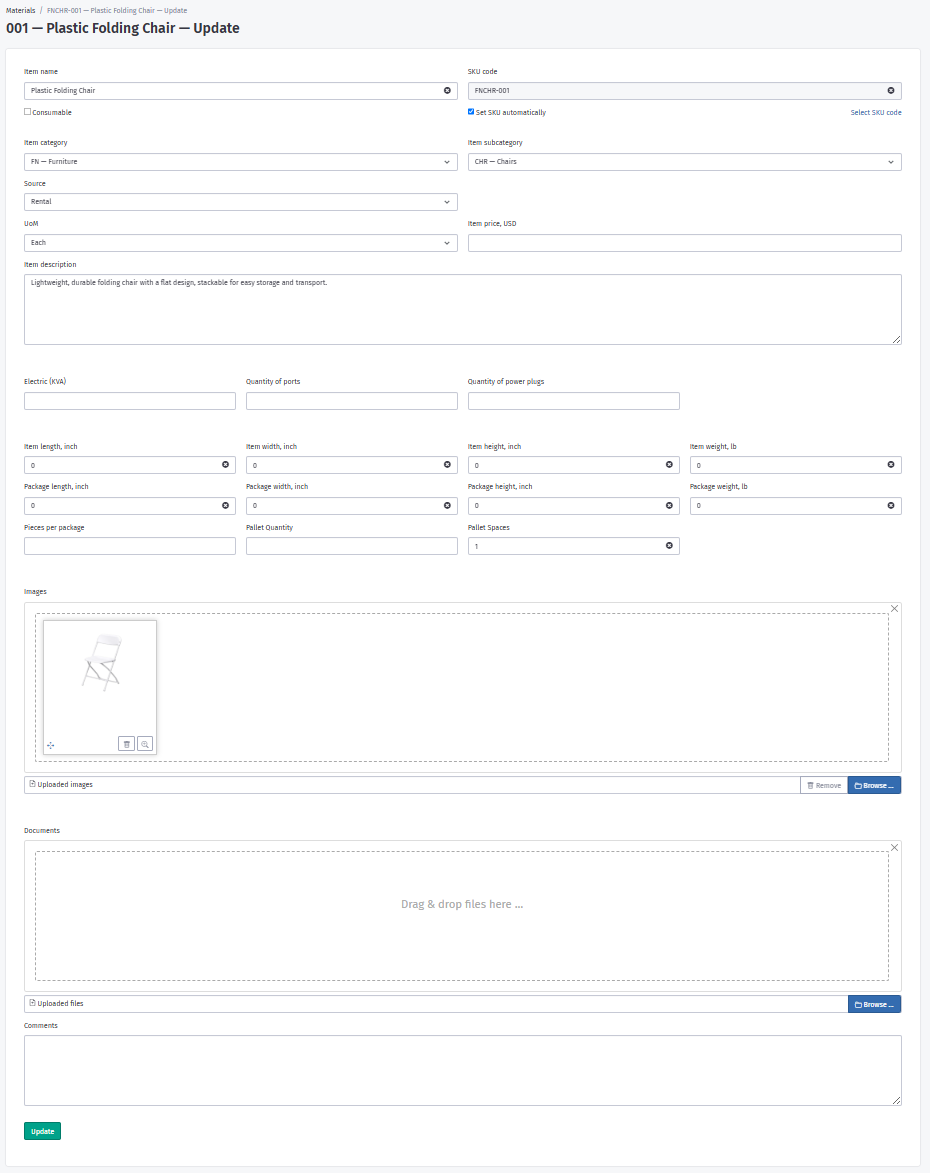 Materials / FNCHR-001 — Plastic Folding Chair — Update
001 — Plastic Folding Chair — Update
Item name SKU code
Plastic Folding Chair FNCHR-001
Consumable Set SKU automatically Select SKU code
Item category Item subcategory
FN — Furniture CHR — Chairs
Source
Rental
UoM Item price, USD
Each
Item description
Lightweight, durable folding chair with a flat design, stackable for easy storage and transport.
Electric (KVA) Quantity of ports Quantity of power plugs
Item length, inch Item width, inch Item height, inch Item weight, lb
0 0 0 0
Package length, inch Package width, inch Package height, inch Package weight, lb
0 0 0 0
Pieces per package Pallet Quantity Pallet Spaces
1
Images
Uploaded images Remove Browse ...
Documents
Drag & drop files here ...
Uploaded files Browse ...
Comments
Update